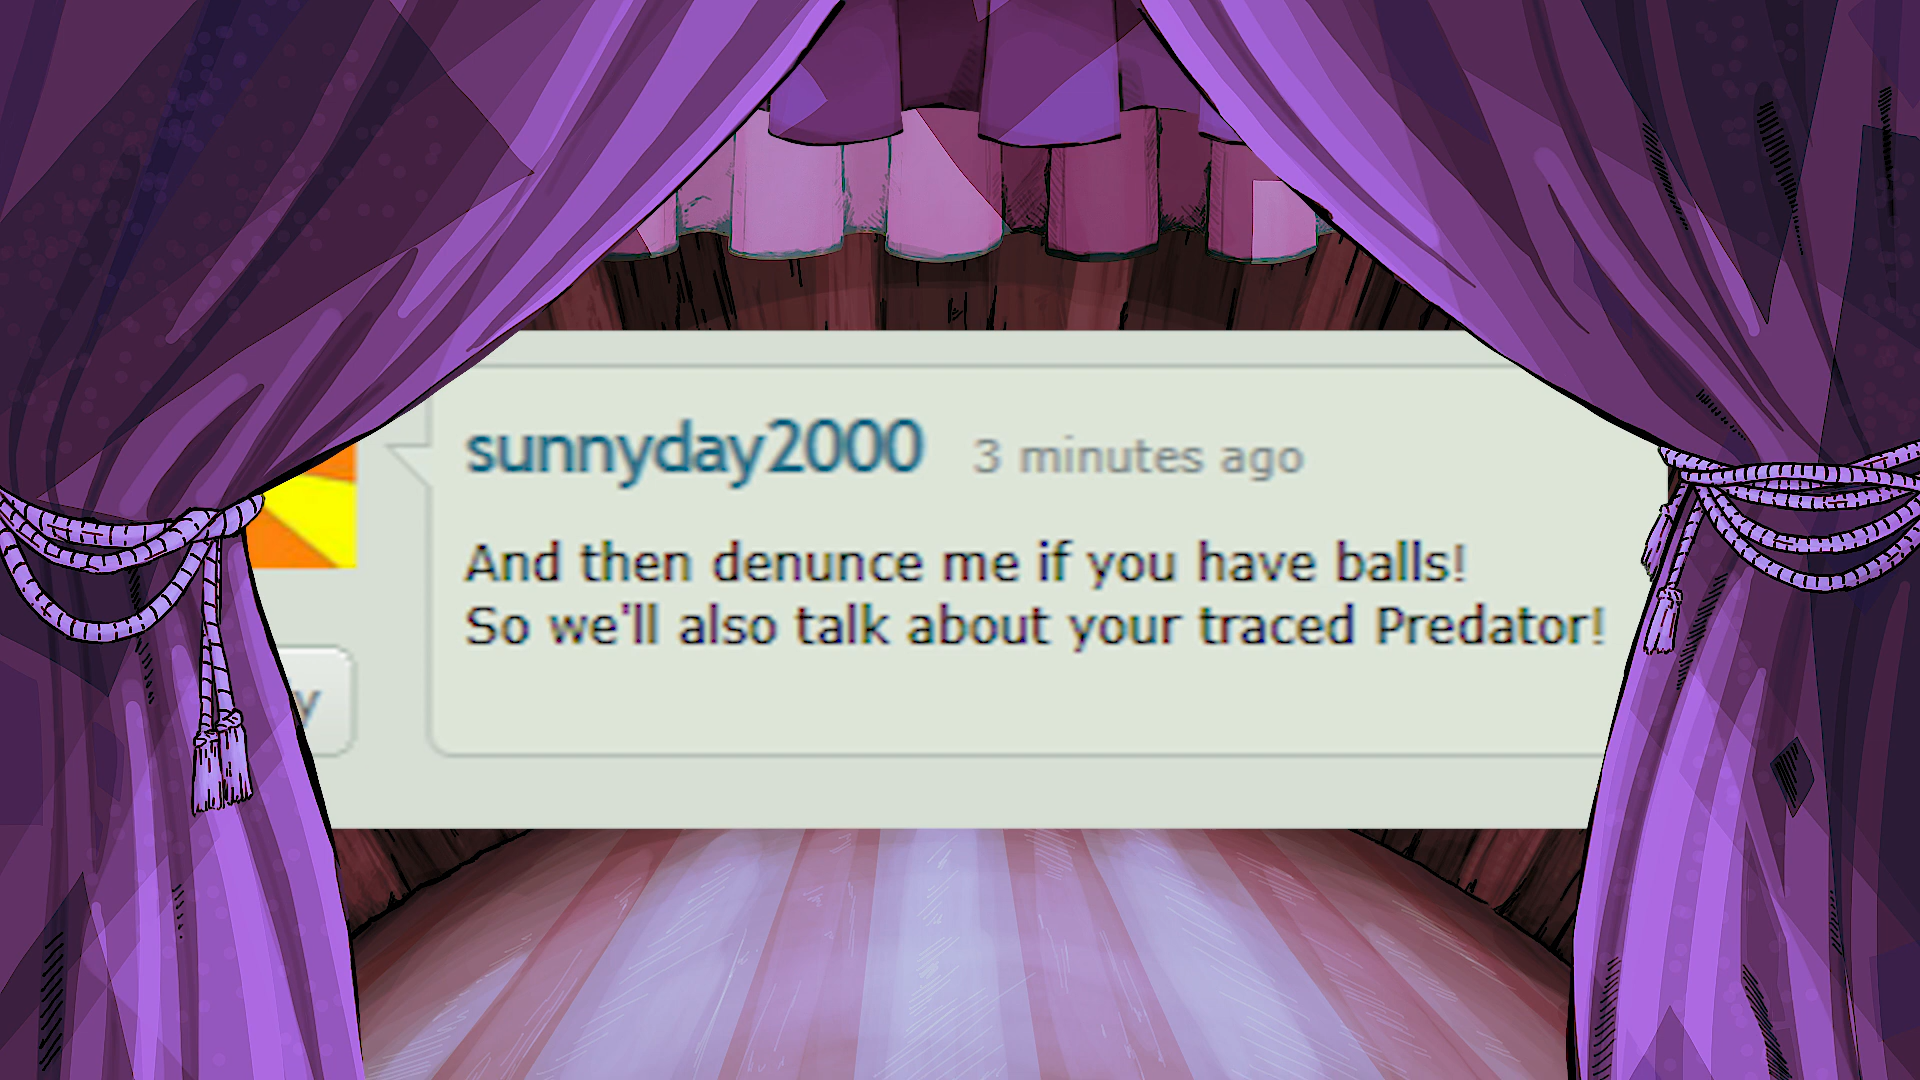 sunnyday2000 3 minutes ago
And then denunce me if you have balls!
So we'll also talk about your traced Predator!
y